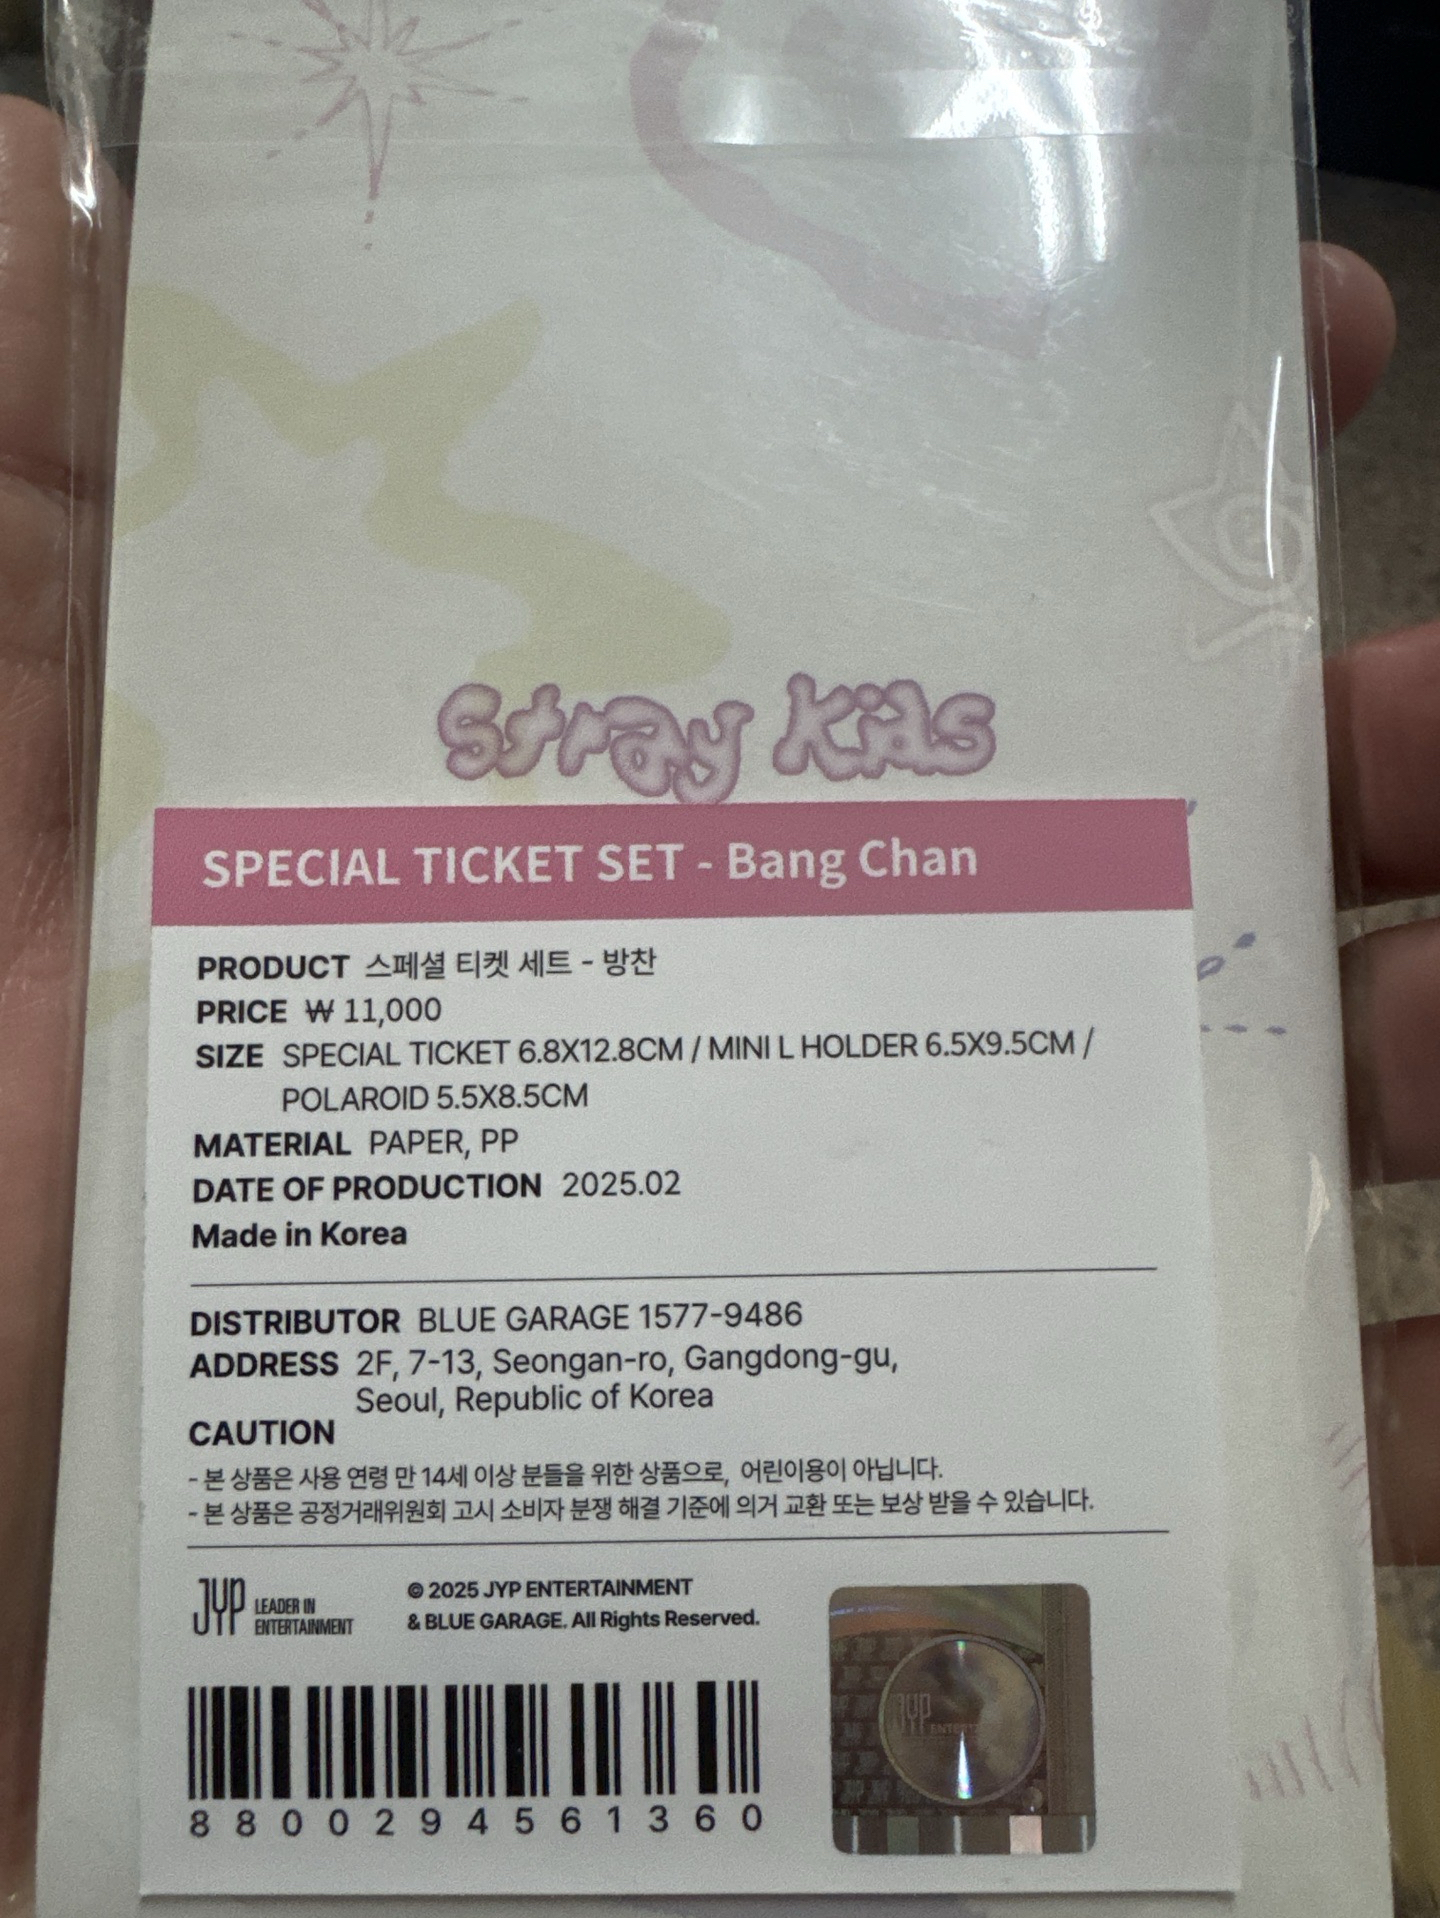 Stray Kids
SPECIAL TICKET SET - Bang Chan
PRODUCT 스페셜 티켓 세트 - 방찬
PRICE ₩ 11,000
SIZE SPECIAL TICKET 6.8X12.8CM / MINI L HOLDER 6.5X9.5CM /
POLAROID 5.5X8.5CM
MATERIAL PAPER, PP
DATE OF PRODUCTION 2025.02
Made in Korea
DISTRIBUTOR BLUE GARAGE 1577-9486
ADDRESS 2F, 7-13, Seongan-ro, Gangdong-gu,
Seoul, Republic of Korea
CAUTION
- 본 상품은 사용 연령 만 14세 이상 분들을 위한 상품으로, 어린이용이 아닙니다.
- 본 상품은 공정거래위원회 고시 소비자 분쟁 해결 기준에 의거 교환 또는 보상 받을 수 있습니다.
JYP LEADER IN
ENTERTAINMENT
© 2025 JYP ENTERTAINMENT
& BLUE GARAGE. All Rights Reserved.
8800294561360
JYP